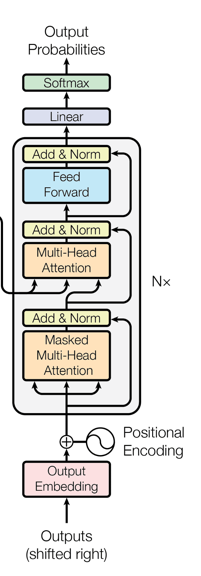 Output
Probabilities
Softmax
Linear
Add & Norm
Feed
Forward
Add & Norm
Multi-Head
Attention
N×
Add & Norm
Masked
Multi-Head
Attention
Positional
Encoding
Output
Embedding
Outputs
(shifted right)